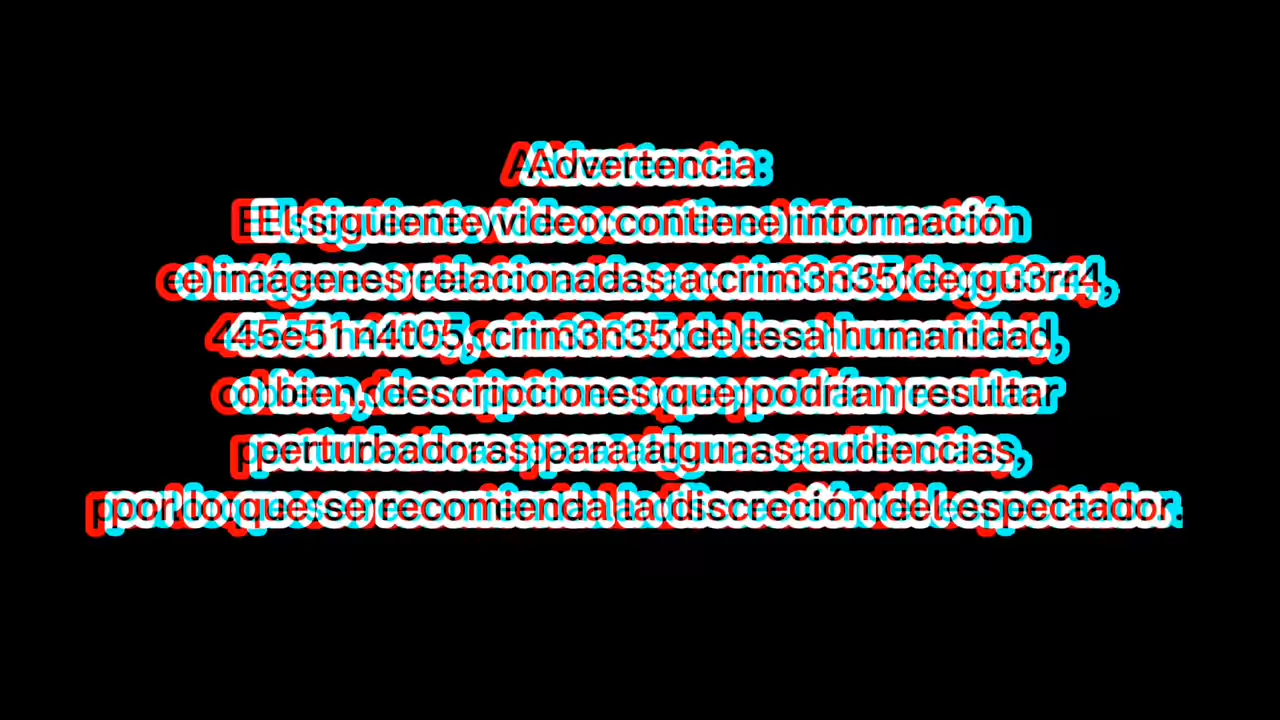 Advertencia:
El siguiente video contiene información
e imágenes relacionadas a crim3n35 de gu3rr4,
45e51n4t05, crim3n35 de lesa humanidad,
o bien, descripciones que podrían resultar
perturbadoras para algunas audiencias,
por lo que se recomienda la discreción del espectador.